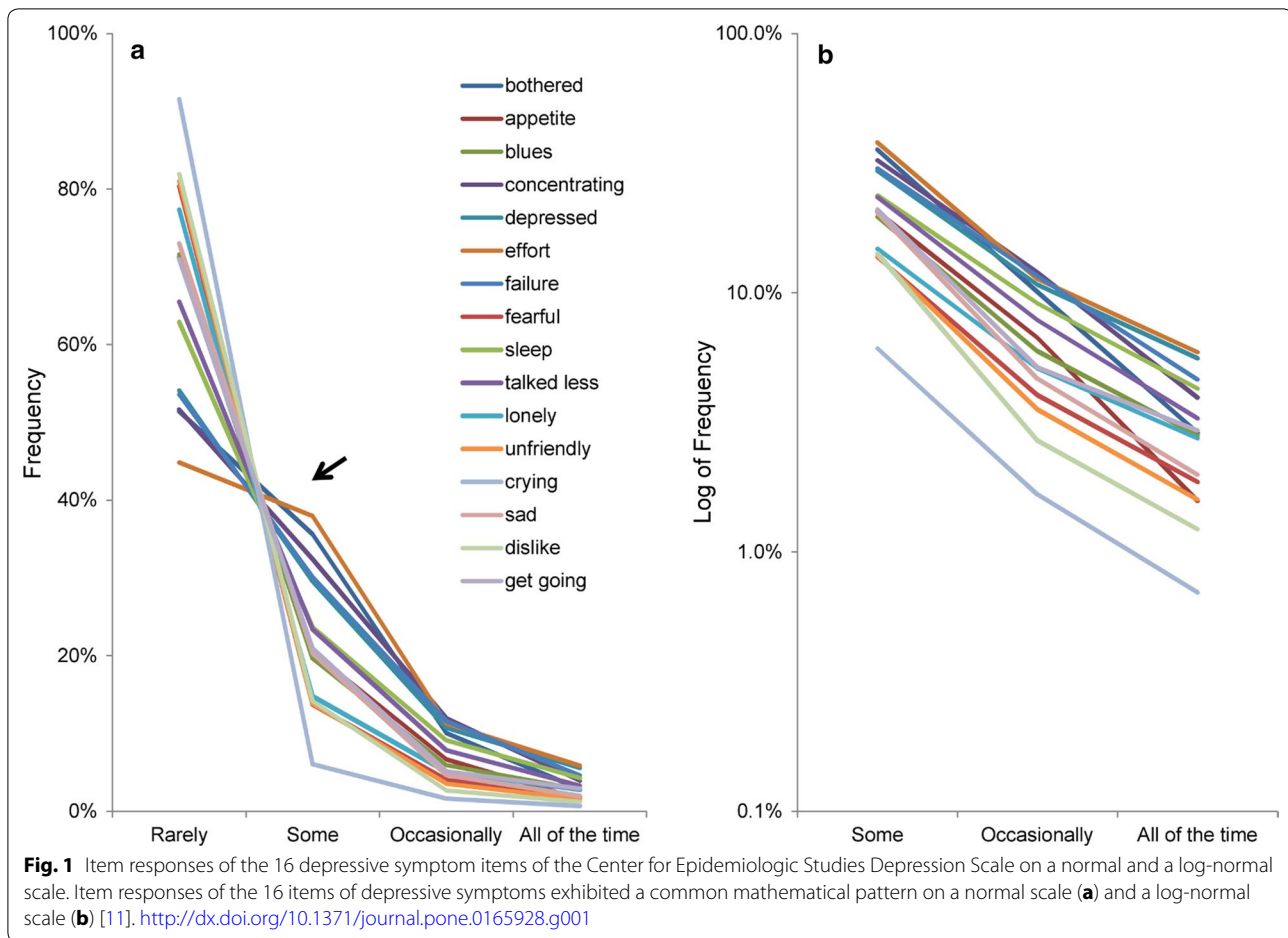 a
100%
80%
60%
40%
20%
0%
Frequency
Rarely
Some
Occasionally
All of the time
bothered
appetite
blues
concentrating
depressed
effort
failure
fearful
sleep
talked less
lonely
unfriendly
crying
sad
dislike
get going
b
100.0%
10.0%
1.0%
0.1%
Log of Frequency
Some
Occasionally
All of the time
Fig. 1 Item responses of the 16 depressive symptom items of the Center for Epidemiologic Studies Depression Scale on a normal and a log-normal
scale. Item responses of the 16 items of depressive symptoms exhibited a common mathematical pattern on a normal scale (a) and a log-normal
scale (b) [11]. http://dx.doi.org/10.1371/journal.pone.0165928.g001